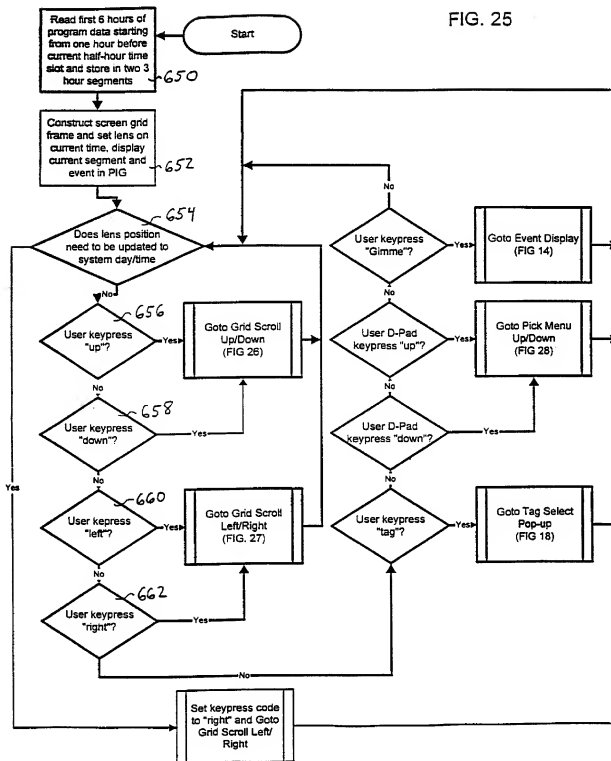 FIG. 25
Start
Read first 6 hours of
program data starting
from one hour before
current half-hour time
slot and store in two 3
hour segments
650
Construct screen grid
frame and set lens on
current time, display
current segment and
event in PIG
652
654
Does lens position
need to be updated to
system day/time
No
Yes
656
User keypress
"up"?
Yes
Goto Grid Scroll
Up/Down
(FIG 26)
No
658
User keypress
"down"?
Yes
No
660
User kepress
"left"?
Yes
Goto Grid Scroll
Left/Right
(FIG. 27)
No
662
User keypress
"right"?
Yes
No
No
User keypress
"Gimme"?
Yes
Goto Event Display
(FIG 14)
No
User D-Pad
keypress "up"?
Yes
Goto Pick Menu
Up/Down
(FIG 28)
No
User D-Pad
keypress "down"?
Yes
No
User keypress
"tag"?
Yes
Goto Tag Select
Pop-up
(FIG 18)
Set keypress code
to "right" and Goto
Grid Scroll Left/
Right